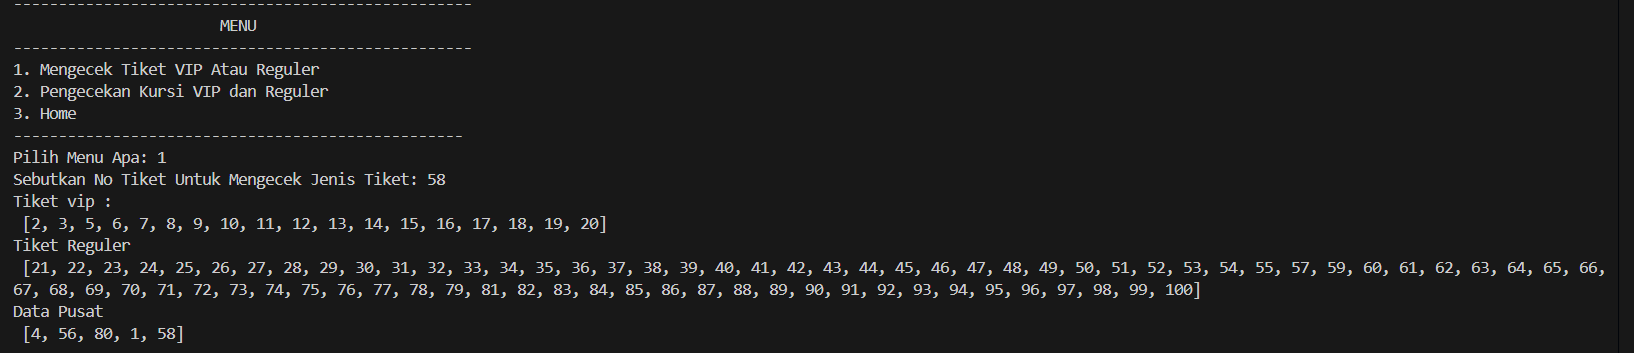 ---------------------------------------------------
                       MENU
---------------------------------------------------
1. Mengecek Tiket VIP Atau Reguler
2. Pengecekan Kursi VIP dan Reguler
3. Home
--------------------------------------------------
Pilih Menu Apa: 1
Sebutkan No Tiket Untuk Mengecek Jenis Tiket: 58
Tiket vip :
 [2, 3, 5, 6, 7, 8, 9, 10, 11, 12, 13, 14, 15, 16, 17, 18, 19, 20]
Tiket Reguler
 [21, 22, 23, 24, 25, 26, 27, 28, 29, 30, 31, 32, 33, 34, 35, 36, 37, 38, 39, 40, 41, 42, 43, 44, 45, 46, 47, 48, 49, 50, 51, 52, 53, 54, 55, 57, 59, 60, 61, 62, 63, 64, 65, 66,
67, 68, 69, 70, 71, 72, 73, 74, 75, 76, 77, 78, 79, 81, 82, 83, 84, 85, 86, 87, 88, 89, 90, 91, 92, 93, 94, 95, 96, 97, 98, 99, 100]
Data Pusat
 [4, 56, 80, 1, 58]